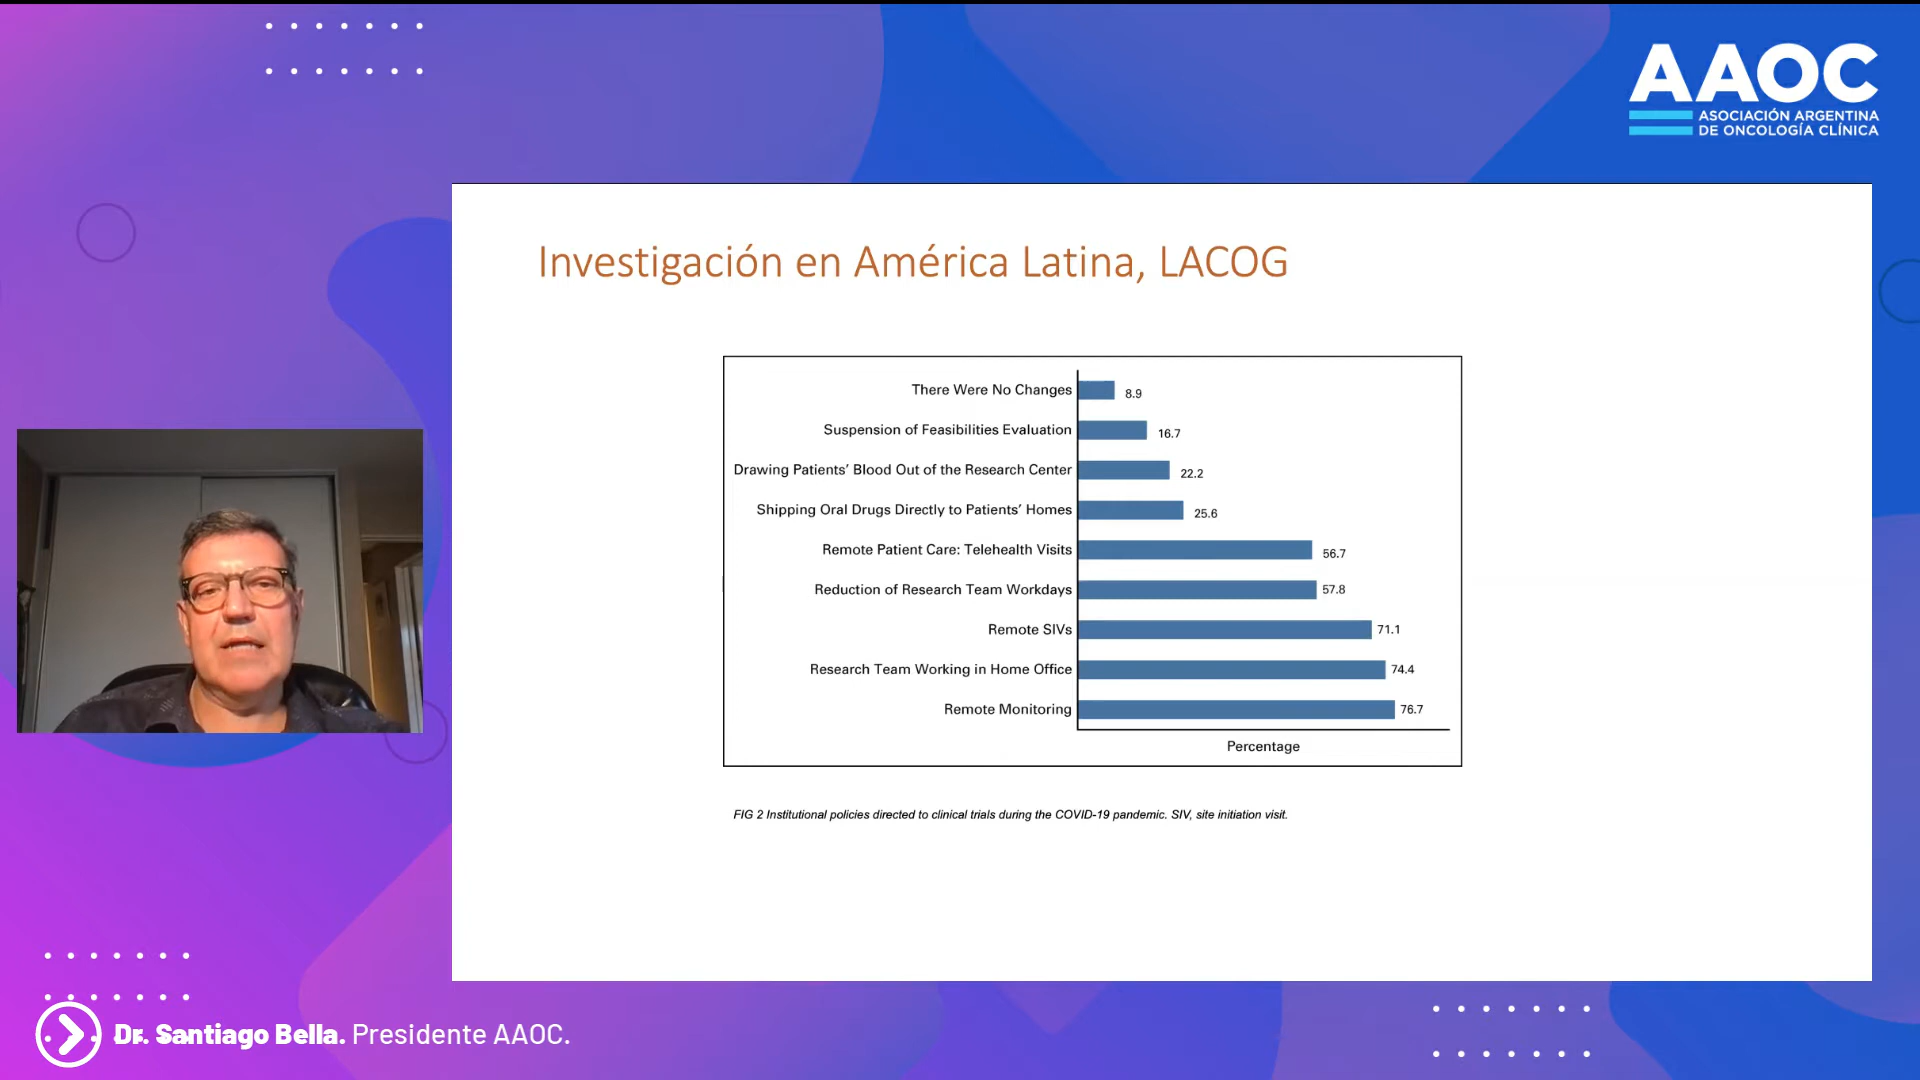 AAOC
ASOCIACIÓN ARGENTINA
DE ONCOLOGÍA CLÍNICA
Investigación en América Latina, LACOG
There Were No Changes 8.9
Suspension of Feasibilities Evaluation 16.7
Drawing Patients’ Blood Out of the Research Center 22.2
Shipping Oral Drugs Directly to Patients’ Homes 25.6
Remote Patient Care: Telehealth Visits 56.7
Reduction of Research Team Workdays 57.8
Remote SIVs 71.1
Research Team Working in Home Office 74.4
Remote Monitoring 76.7
Percentage
FIG 2 Institutional policies directed to clinical trials during the COVID-19 pandemic. SIV, site initiation visit.
Dr. Santiago Bella. Presidente AAOC.